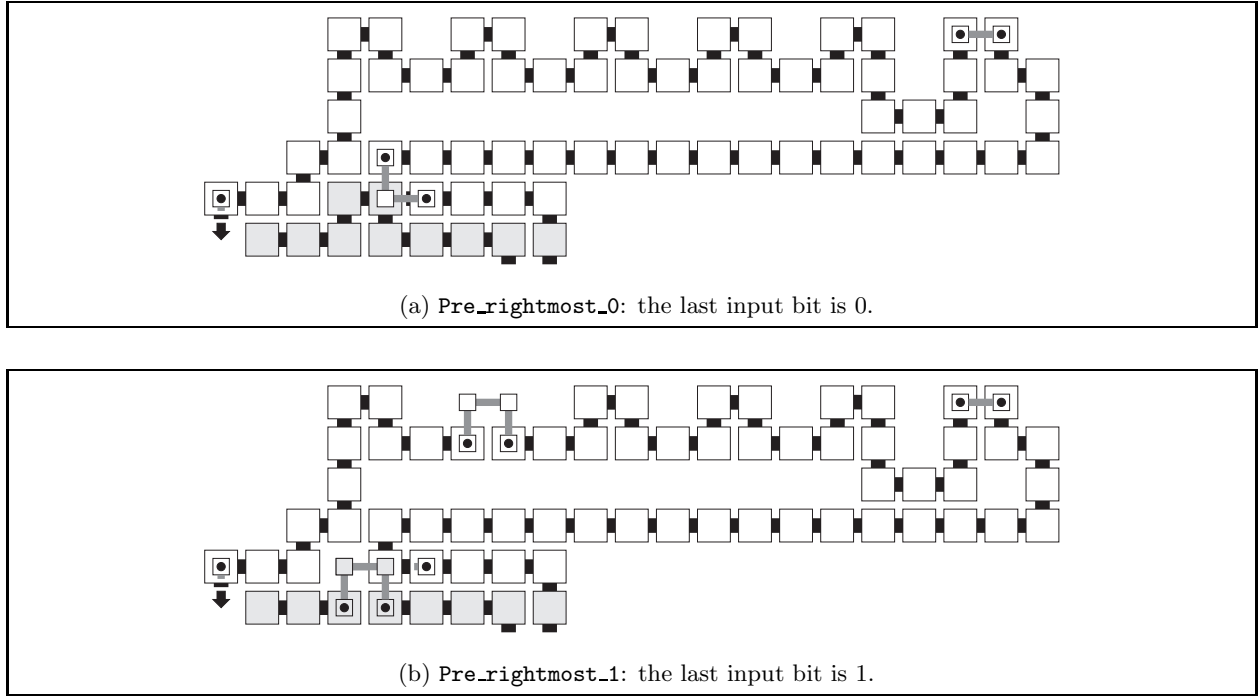 (a) Pre_rightmost_0: the last input bit is 0.
(b) Pre_rightmost_1: the last input bit is 1.